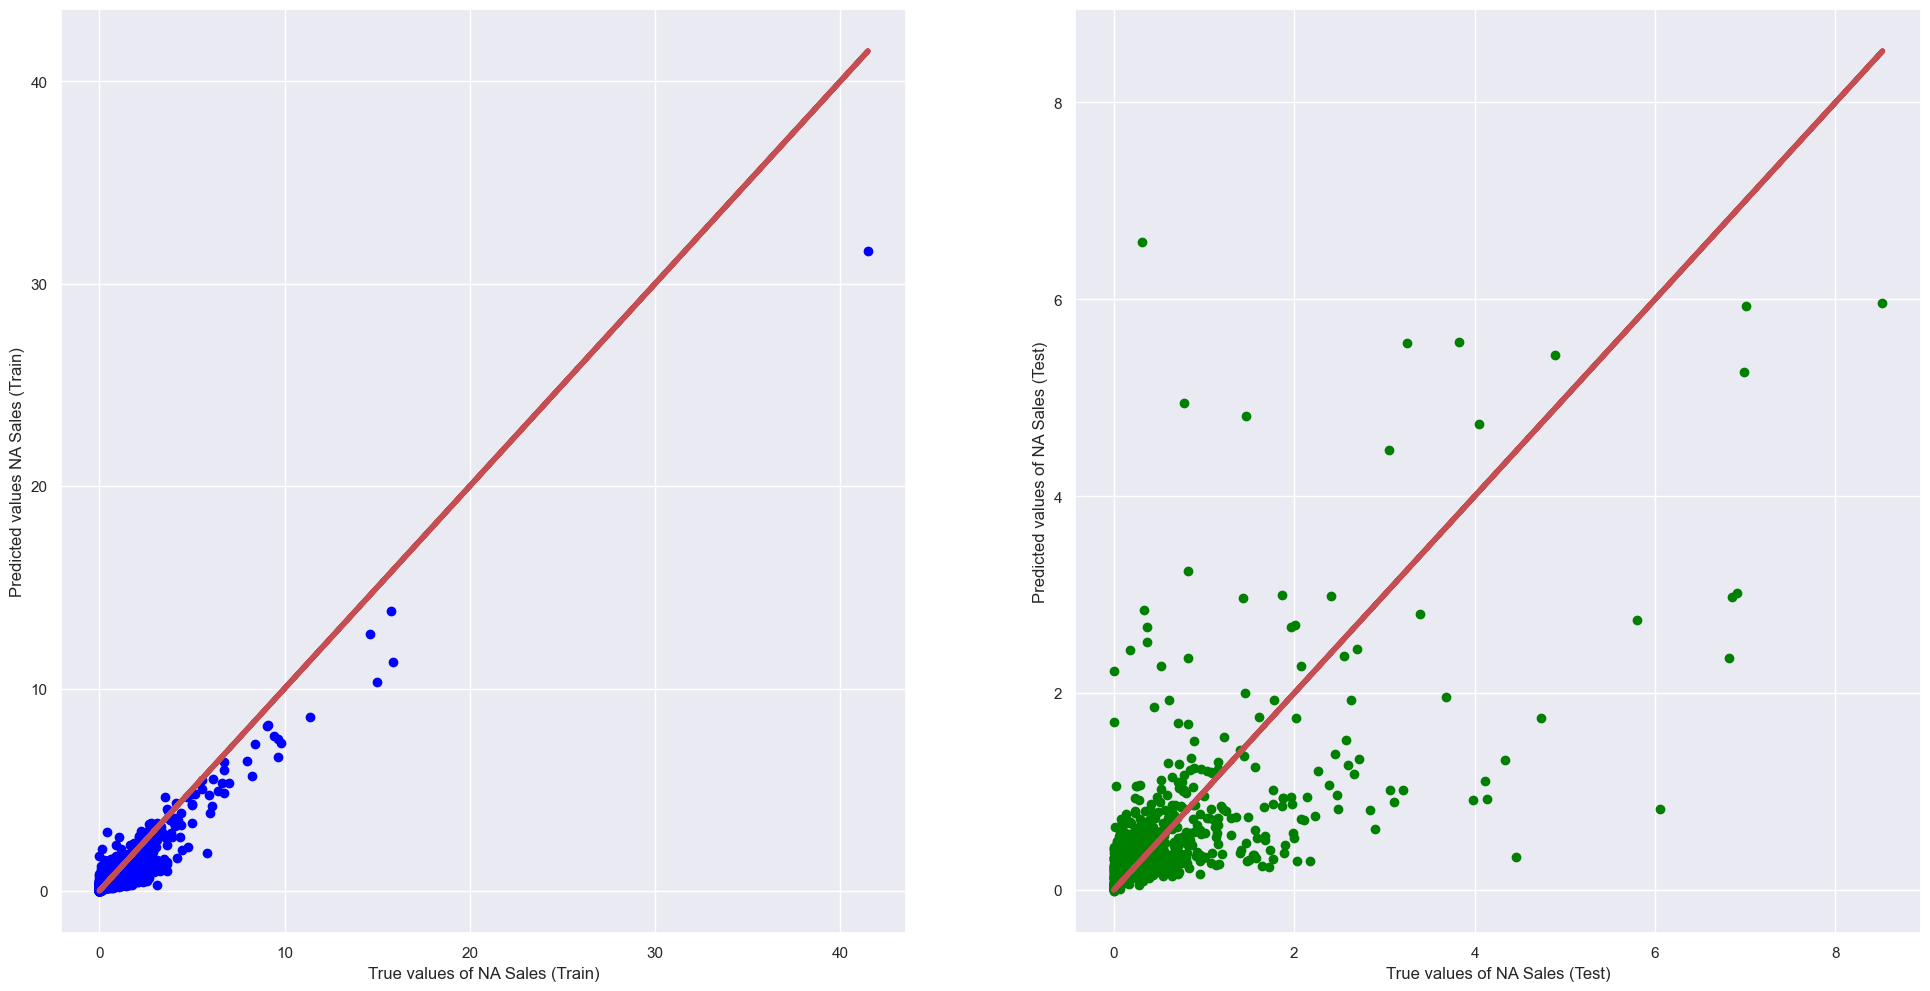 Predicted values NA Sales (Train)
40
30
20
10
0
0 10 20 30 40
True values of NA Sales (Train)
Predicted values of NA Sales (Test)
8
6
4
2
0
0 2 4 6 8
True values of NA Sales (Test)